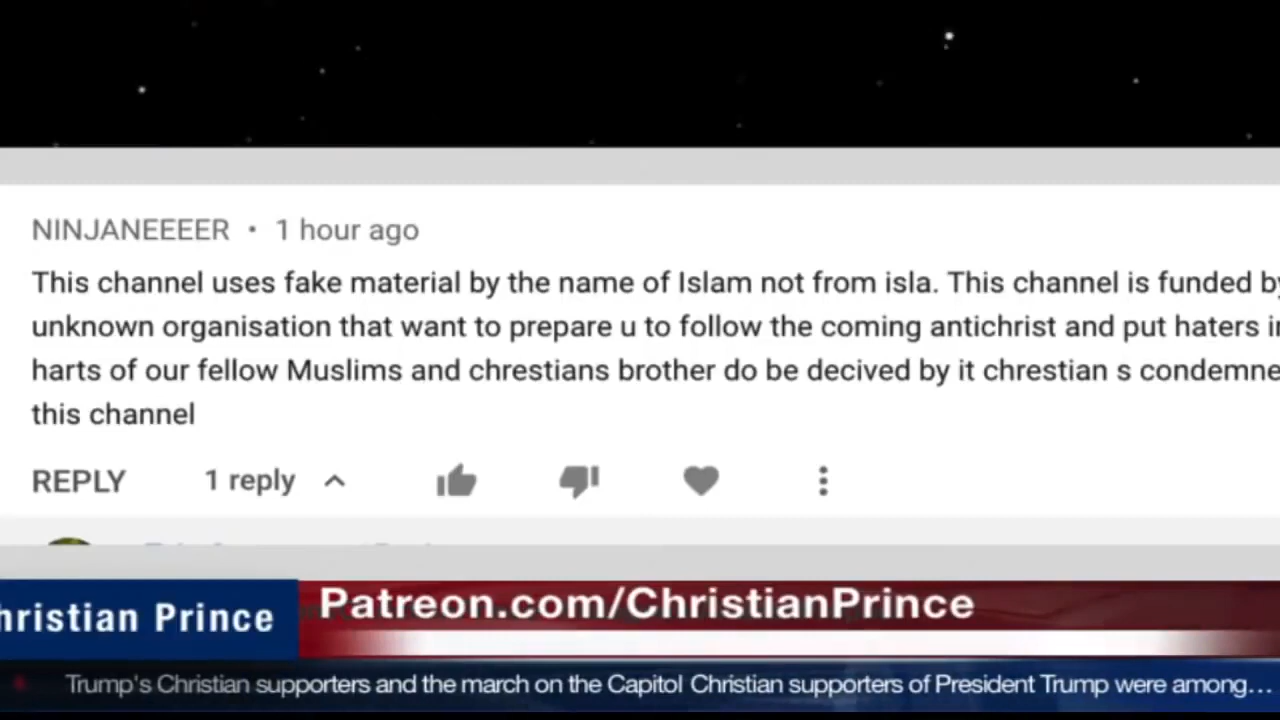 NINJANEEEER • 1 hour ago
This channel uses fake material by the name of Islam not from isla. This channel is funded by
unknown organisation that want to prepare u to follow the coming antichrist and put haters in
harts of our fellow Muslims and chrestians brother do be decived by it chrestian s condemne
this channel
REPLY 1 reply
hristian Prince
Patreon.com/ChristianPrince
Trump's Christian supporters and the march on the Capitol Christian supporters of President Trump were among...